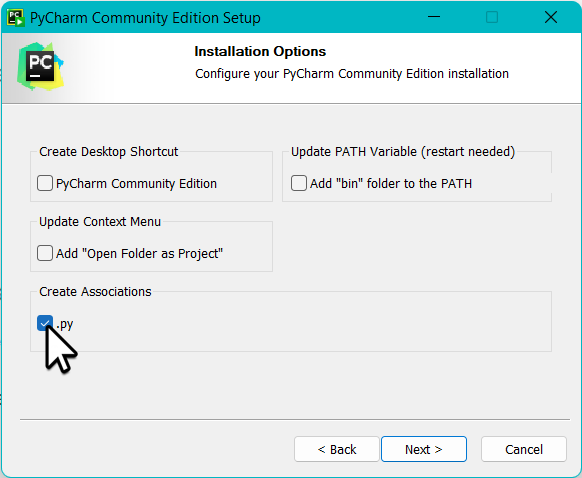 PyCharm Community Edition Setup
PC
Installation Options
Configure your PyCharm Community Edition installation
Create Desktop Shortcut
PyCharm Community Edition
Update PATH Variable (restart needed)
Add "bin" folder to the PATH
Update Context Menu
Add "Open Folder as Project"
Create Associations
.py
< Back
Next >
Cancel